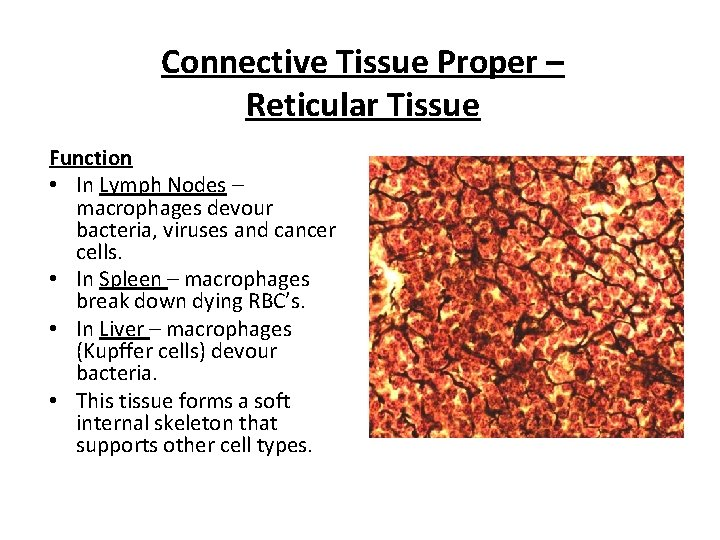 Connective Tissue Proper –
Reticular Tissue
Function
• In Lymph Nodes –
macrophages devour
bacteria, viruses and cancer
cells.
• In Spleen – macrophages
break down dying RBC’s.
• In Liver – macrophages
(Kupffer cells) devour
bacteria.
• This tissue forms a soft
internal skeleton that
supports other cell types.